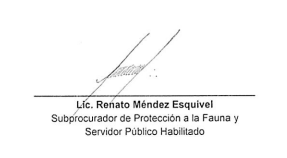 Lic. Renato Méndez Esquivel
Subprocurador de Protección a la Fauna y
Servidor Público Habilitado